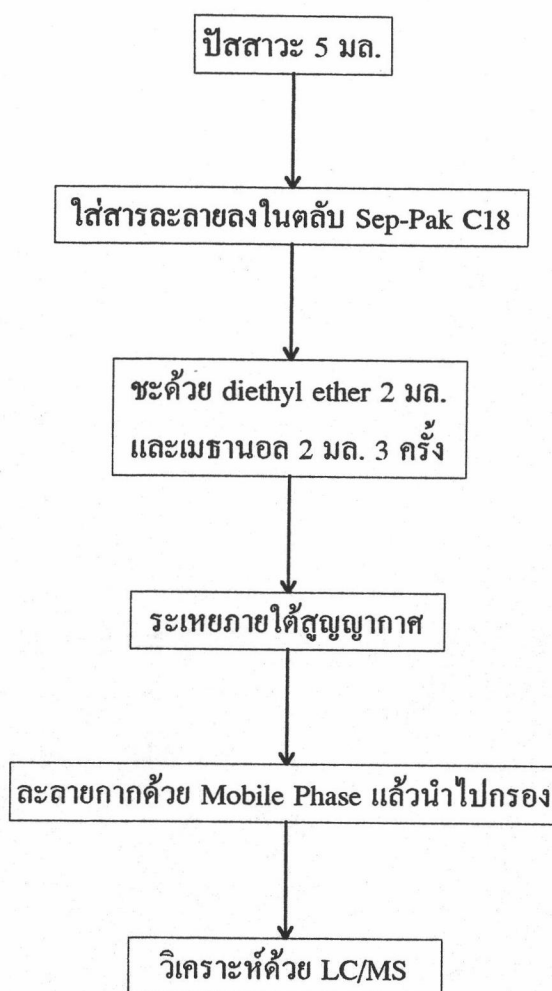 ปัสสาวะ 5 มล.
ใส่สารละลายลงในตลับ Sep-Pak C18
ชะด้วย diethyl ether 2 มล.
และเมธานอล 2 มล. 3 ครั้ง
ระเหยภายใต้สูญญากาศ
ละลายกากด้วย Mobile Phase แล้วนำไปกรอง
วิเคราะห์ด้วย LC/MS